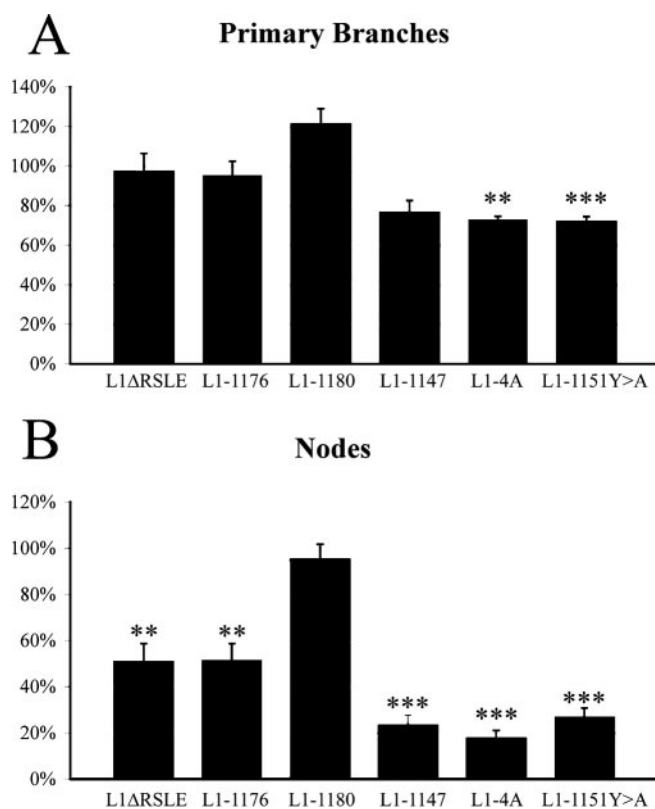 A
Primary Branches
140%
120%
100%
80%
60%
40%
20%
0%
** ***
L1ΔRSLE L1-1176 L1-1180 L1-1147 L1-4A L1-1151Y>A
B
Nodes
120%
100%
80%
60%
40%
20%
0%
** ** *** *** ***
L1ΔRSLE L1-1176 L1-1180 L1-1147 L1-4A L1-1151Y>A